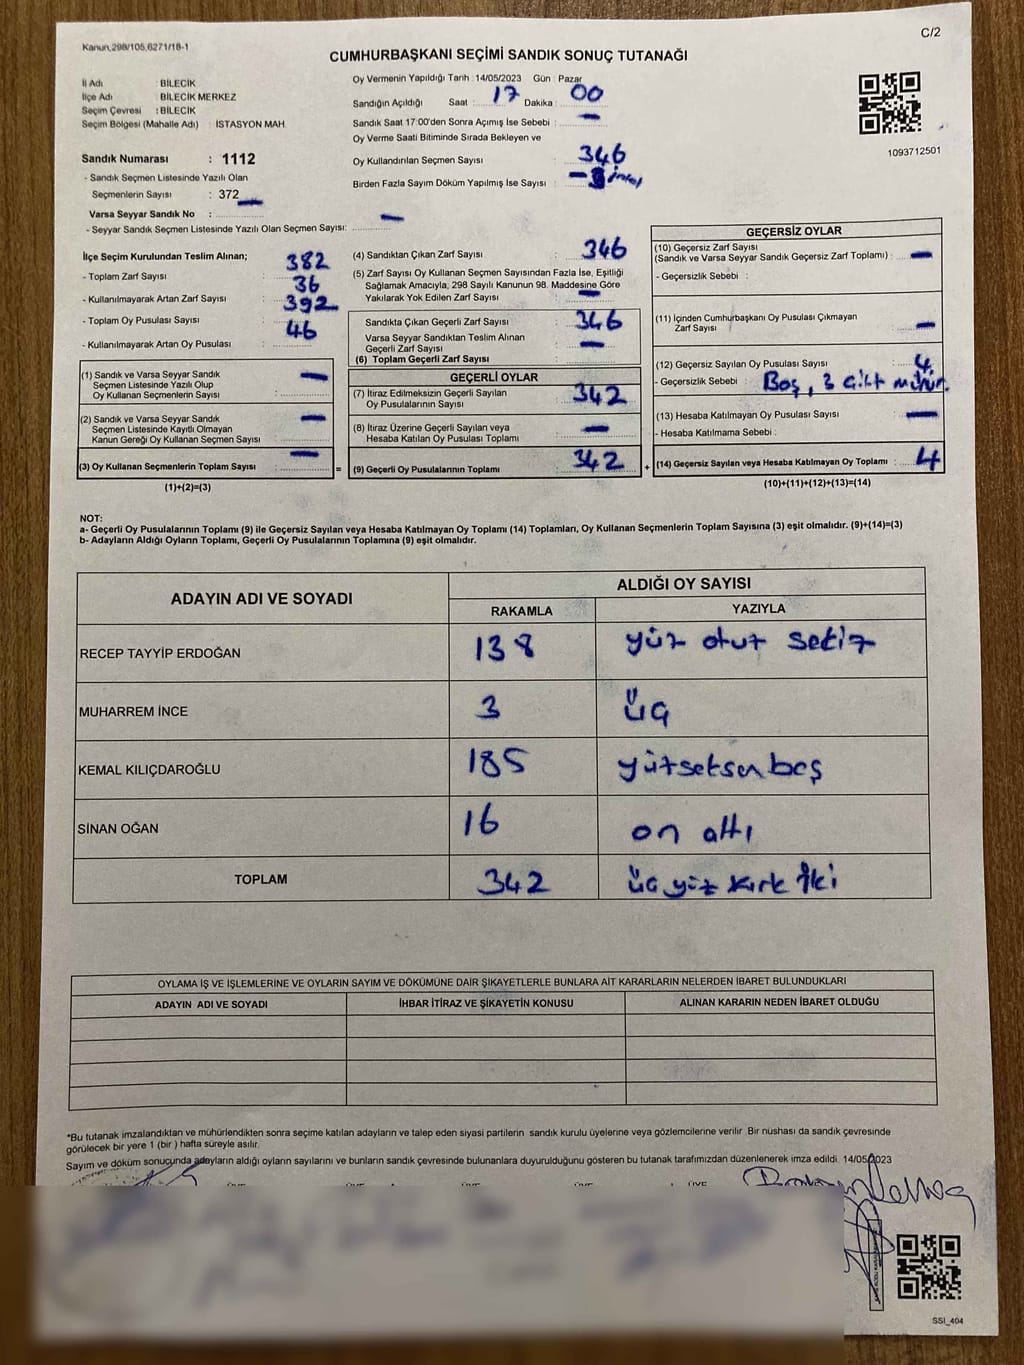 Kanun,298/105,6271/18-1
C/2
CUMHURBAŞKANI SEÇİMİ SANDIK SONUÇ TUTANAĞI
İl Adı : BİLECİK
İlçe Adı : BİLECİK MERKEZ
Seçim Çevresi : BİLECİK
Seçim Bölgesi (Mahalle Adı) : İSTASYON MAH.
Sandık Numarası : 1112
- Sandık Seçmen Listesinde Yazılı Olan
Seçmenlerin Sayısı : 372
Varsa Seyyar Sandık No :
- Seyyar Sandık Seçmen Listesinde Yazılı Olan Seçmen Sayısı: —
Oy Vermenin Yapıldığı Tarih : 14/05/2023 Gün : Pazar
Sandığın Açıldığı Saat : 17 Dakika : 00
Sandık Saat 17:00'den Sonra Açımış İse Sebebi : —
Oy Verme Saati Bitiminde Sırada Bekleyen ve
Oy Kullandırılan Seçmen Sayısı : 346
Birden Fazla Sayım Döküm Yapılmış İse Sayısı :
1093712501
İlçe Seçim Kurulundan Teslim Alınan;
- Toplam Zarf Sayısı : 382
- Kullanılmayarak Artan Zarf Sayısı : 36
- Toplam Oy Pusulası Sayısı : 392
- Kullanılmayarak Artan Oy Pusulası : 46
(1) Sandık ve Varsa Seyyar Sandık
Seçmen Listesinde Yazılı Olup
Oy Kullanan Seçmenlerin Sayısı : —
(2) Sandık ve Varsa Seyyar Sandık
Seçmen Listesinde Kayıtlı Olmayan
Kanun Gereği Oy Kullanan Seçmen Sayısı : —
(3) Oy Kullanan Seçmenlerin Toplam Sayısı : —
(1)+(2)=(3)
=
(4) Sandıktan Çıkan Zarf Sayısı : 346
(5) Zarf Sayısı Oy Kullanan Seçmen Sayısından Fazla İse, Eşitliği
Sağlamak Amacıyla, 298 Sayılı Kanunun 98. Maddesine Göre
Yakılarak Yok Edilen Zarf Sayısı : —
Sandıkta Çıkan Geçerli Zarf Sayısı : 346
Varsa Seyyar Sandıktan Teslim Alınan
Geçerli Zarf Sayısı : —
(6) Toplam Geçerli Zarf Sayısı :
GEÇERLİ OYLAR
(7) İtiraz Edilmeksizin Geçerli Sayılan
Oy Pusulalarının Sayısı : 342
(8) İtiraz Üzerine Geçerli Sayılan veya
Hesaba Katılan Oy Pusulası Toplamı : —
(9) Geçerli Oy Pusulalarının Toplamı : 342
+
GEÇERSİZ OYLAR
(10) Geçersiz Zarf Sayısı
(Sandık ve Varsa Seyyar Sandık Geçersiz Zarf Toplamı) : —
- Geçersizlik Sebebi :
(11) İçinden Cumhurbaşkanı Oy Pusulası Çıkmayan
Zarf Sayısı : —
(12) Geçersiz Sayılan Oy Pusulası Sayısı : 4
- Geçersizlik Sebebi : Boş, 3 çift mühür
(13) Hesaba Katılmayan Oy Pusulası Sayısı : —
- Hesaba Katılmama Sebebi :
(14) Geçersiz Sayılan veya Hesaba Katılmayan Oy Toplamı : 4
(10)+(11)+(12)+(13)=(14)
NOT:
a- Geçerli Oy Pusulalarının Toplamı (9) ile Geçersiz Sayılan veya Hesaba Katılmayan Oy Toplamı (14) Toplamları, Oy Kullanan Seçmenlerin Toplam Sayısına (3) eşit olmalıdır. (9)+(14)=(3)
b- Adayların Aldığı Oyların Toplamı, Geçerli Oy Pusulalarının Toplamına (9) eşit olmalıdır.
ADAYIN ADI VE SOYADI ALDIĞI OY SAYISI
RAKAMLA YAZIYLA
RECEP TAYYİP ERDOĞAN 138 yüz otuz sekiz
MUHARREM İNCE 3 üç
KEMAL KILIÇDAROĞLU 185 yüzseksen beş
SİNAN OĞAN 16 on altı
TOPLAM 342 üç yüz kırk iki
OYLAMA İŞ VE İŞLEMLERİNE VE OYLARIN SAYIM VE DÖKÜMÜNE DAİR ŞİKAYETLERLE BUNLARA AİT KARARLARIN NELERDEN İBARET BULUNDUKLARI
ADAYIN ADI VE SOYADI İHBAR İTİRAZ VE ŞİKAYETİN KONUSU ALINAN KARARIN NEDEN İBARET OLDUĞU
*Bu tutanak imzalandıktan ve mühürlendikten sonra seçime katılan adayların ve talep eden siyasi partilerin sandık kurulu üyelerine veya gözlemcilerine verilir. Bir nüshası da sandık çevresinde
görülecek bir yere 1 (bir ) hafta süreyle asılır.
Sayım ve döküm sonucunda adayların aldığı oyların sayılarını ve bunların sandık çevresinde bulunanlara duyurulduğunu gösteren bu tutanak tarafımızdan düzenlenerek imza edildi. 14/05/2023
SSI_404